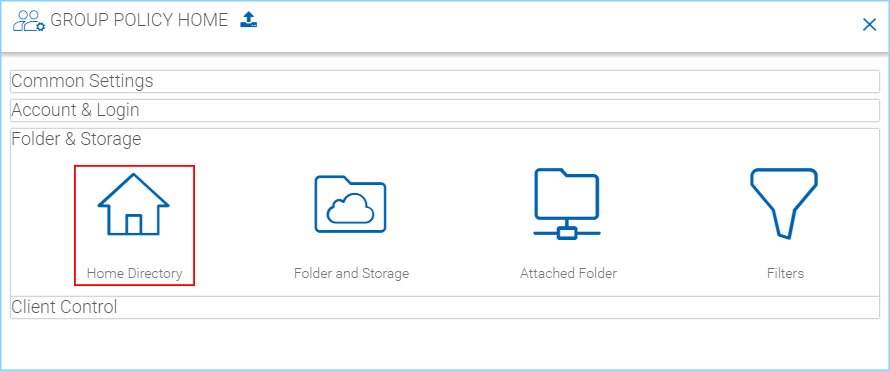 GROUP POLICY HOME
Common Settings
Account & Login
Folder & Storage
Home Directory
Folder and Storage
Attached Folder
Filters
Client Control